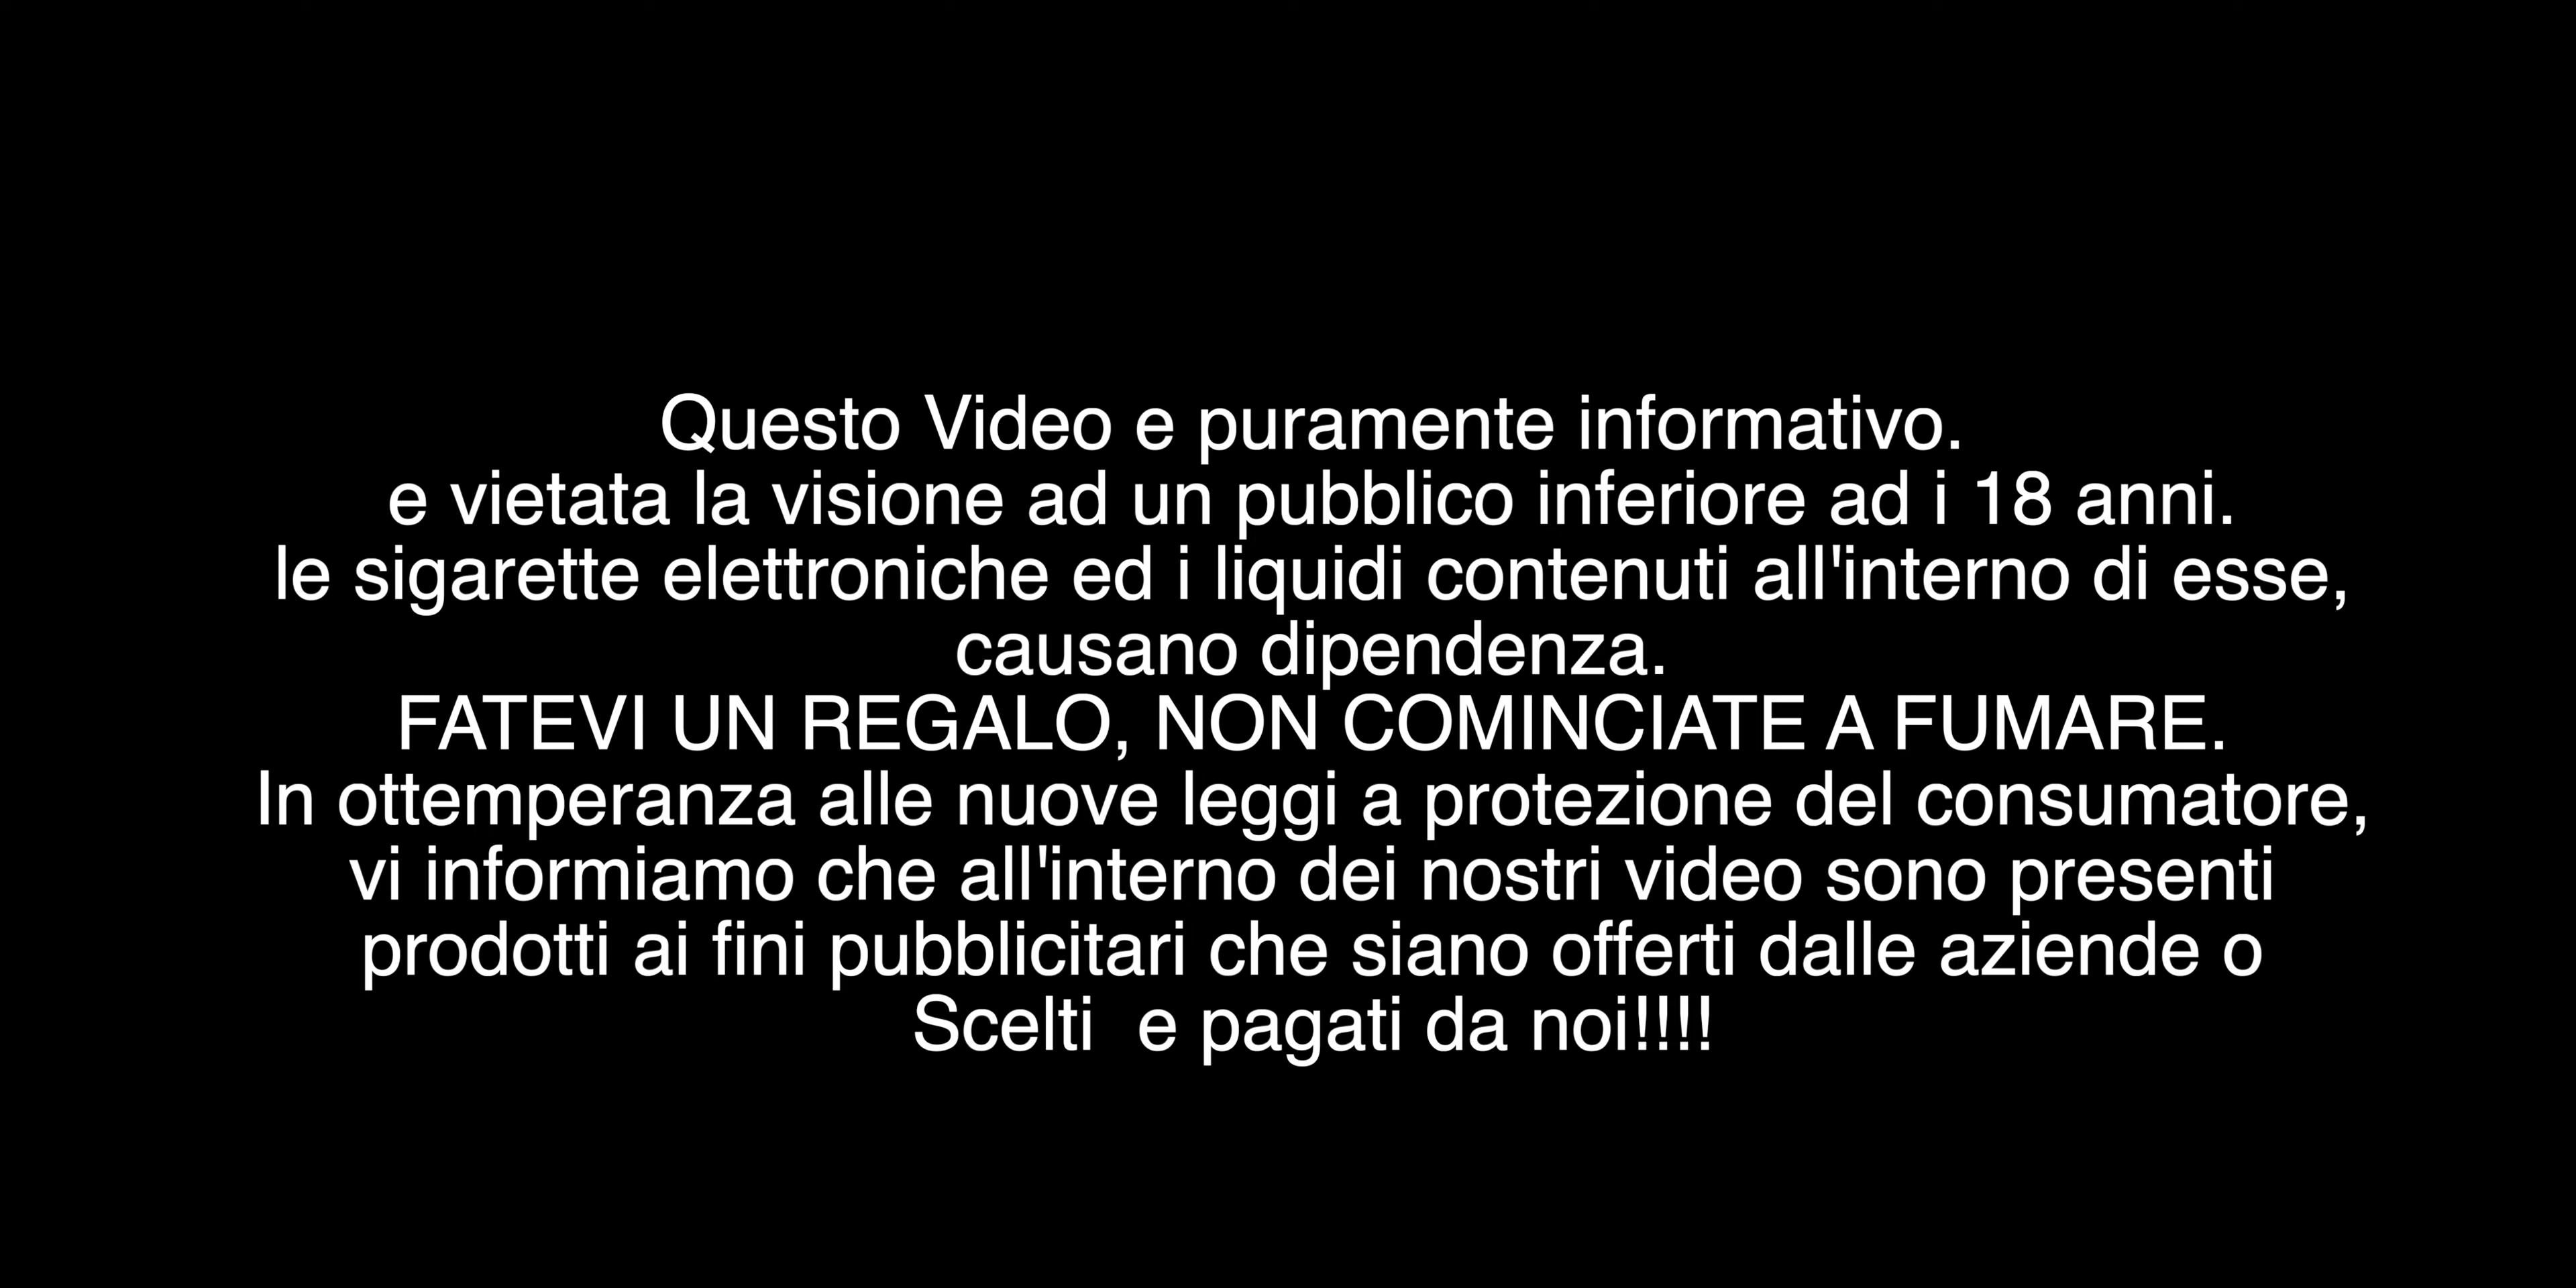 Questo Video e puramente informativo.
e vietata la visione ad un pubblico inferiore ad i 18 anni.
le sigarette elettroniche ed i liquidi contenuti all'interno di esse,
causano dipendenza.
FATEVI UN REGALO, NON COMINCIATE A FUMARE.
In ottemperanza alle nuove leggi a protezione del consumatore,
vi informiamo che all'interno dei nostri video sono presenti
prodotti ai fini pubblicitari che siano offerti dalle aziende o
Scelti  e pagati da noi!!!!